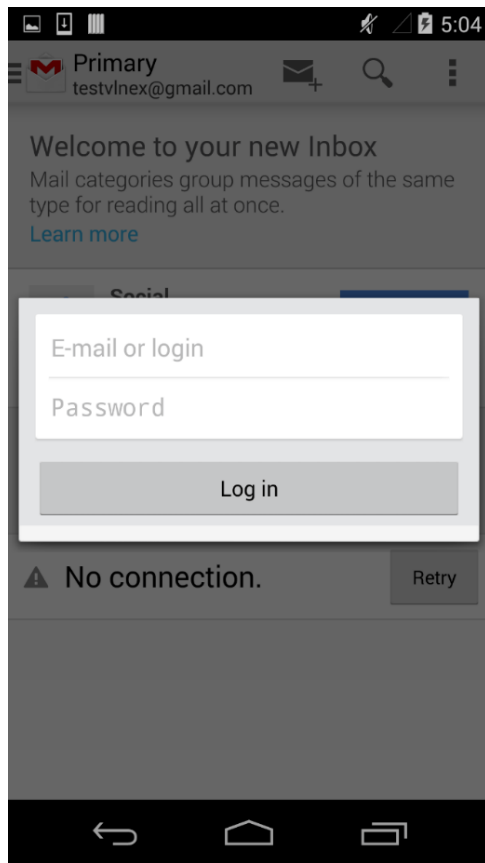 5:04
Primary
testvlnex@gmail.com
Welcome to your new Inbox
Mail categories group messages of the same
type for reading all at once.
Learn more
Social
E-mail or login
Password
Log in
No connection.
Retry